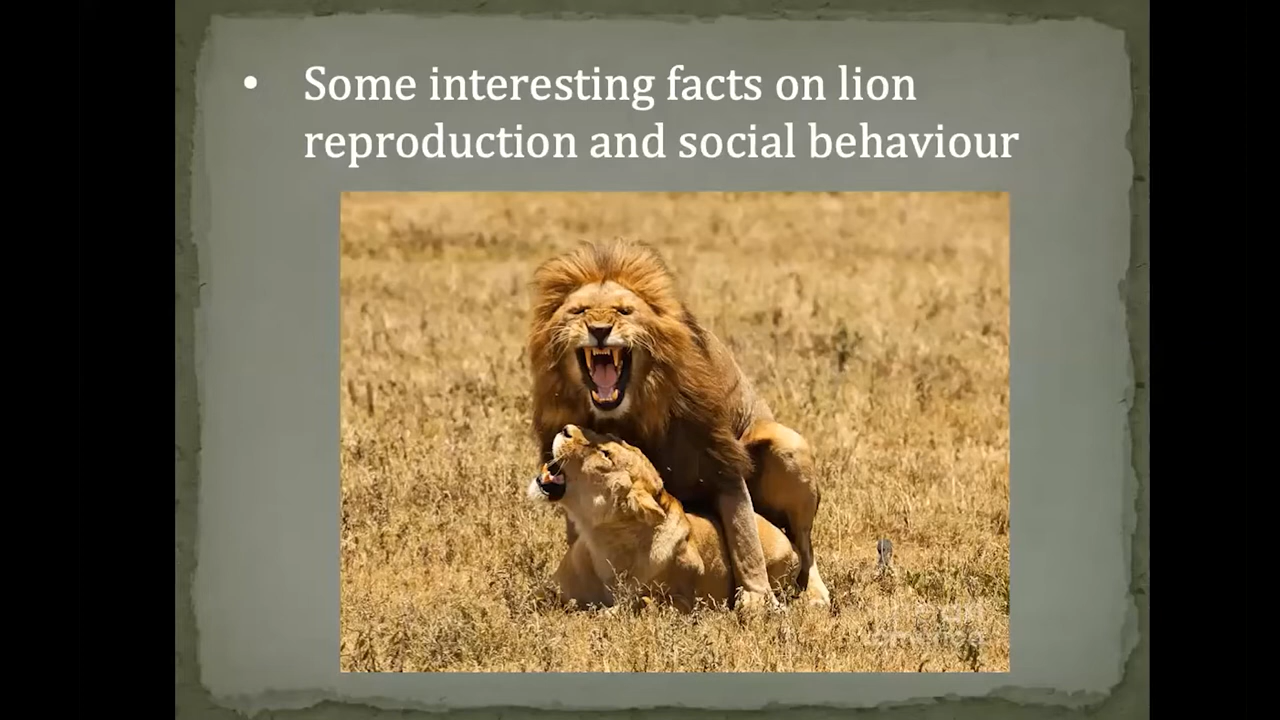 • Some interesting facts on lion
reproduction and social behaviour